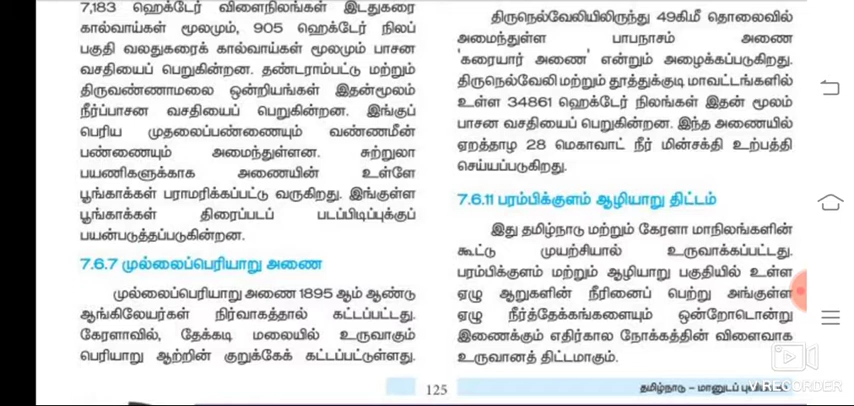 7,183 ஹெக்டேர் விளைநிலங்கள் இடதுகரை
கால்வாய்கள் மூலமும், 905 ஹெக்டேர் நிலப்
பகுதி வலதுகரைக் கால்வாய்கள் மூலமும் பாசன
வசதியைப் பெறுகின்றன. தண்டராம்பட்டு மற்றும்
திருவண்ணாமலை ஒன்றியங்கள் இதன்மூலம்
நீர்ப்பாசன வசதியைப் பெறுகின்றன. இங்குப்
பெரிய முதலைப்பண்ணையும் வண்ணமீன்
பண்ணையும் அமைந்துள்ளன. சுற்றுலா
பயணிகளுக்காக அணையின் உள்ளே
பூங்காக்கள் பராமரிக்கப்பட்டு வருகிறது. இங்குள்ள
பூங்காக்கள் திரைப்படப் படப்பிடிப்புக்குப்
பயன்படுத்தப்படுகின்றன.
7.6.7 முல்லைப்பெரியாறு அணை
முல்லைப்பெரியாறு அணை 1895 ஆம் ஆண்டு
ஆங்கிலேயர்கள் நிர்வாகத்தால் கட்டப்பட்டது.
கேரளாவில், தேக்கடி மலையில் உருவாகும்
பெரியாறு ஆற்றின் குறுக்கேக் கட்டப்பட்டுள்ளது.
திருநெல்வேலியிலிருந்து 49கி.மீ தொலைவில்
அமைந்துள்ள பாபநாசம் அணை
'கரையார் அணை' என்றும் அழைக்கப்படுகிறது.
திருநெல்வேலி மற்றும் தூத்துக்குடி மாவட்டங்களில்
உள்ள 34861 ஹெக்டேர் நிலங்கள் இதன் மூலம்
பாசன வசதியைப் பெறுகின்றன. இந்த அணையில்
ஏறத்தாழ 28 மெகாவாட் நீர் மின்சக்தி உற்பத்தி
செய்யப்படுகிறது.
7.6.11 பரம்பிக்குளம் ஆழியாறு திட்டம்
இது தமிழ்நாடு மற்றும் கேரளா மாநிலங்களின்
கூட்டு முயற்சியால் உருவாக்கப்பட்டது.
பரம்பிக்குளம் மற்றும் ஆழியாறு பகுதியில் உள்ள
ஏழு ஆறுகளின் நீரினைப் பெற்று அங்குள்ள
ஏழு நீர்த்தேக்கங்களையும் ஒன்றோடொன்று
இணைக்கும் எதிர்கால நோக்கத்தின் விளைவாக
உருவானத் திட்டமாகும்.
125
தமிழ்நாடு – மானுடப்
V RECORDER